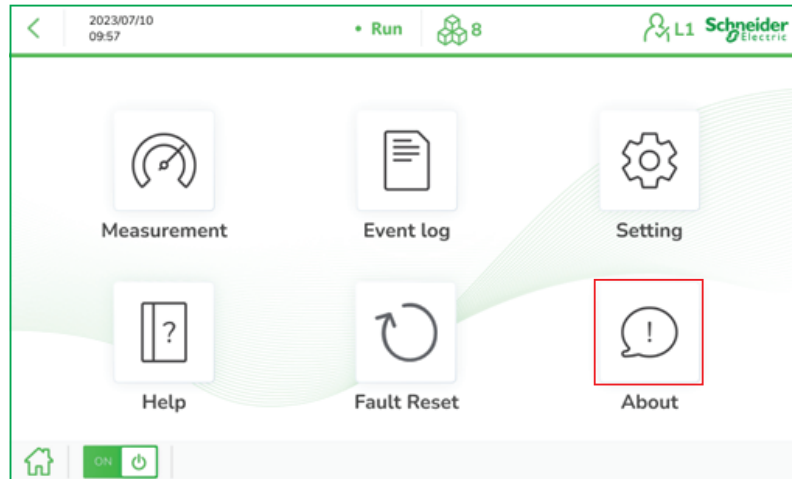 2023/07/10
09:57
• Run
8
L1
Schneider
Electric
Measurement
Event log
Setting
?
!
Help
Fault Reset
About
ON